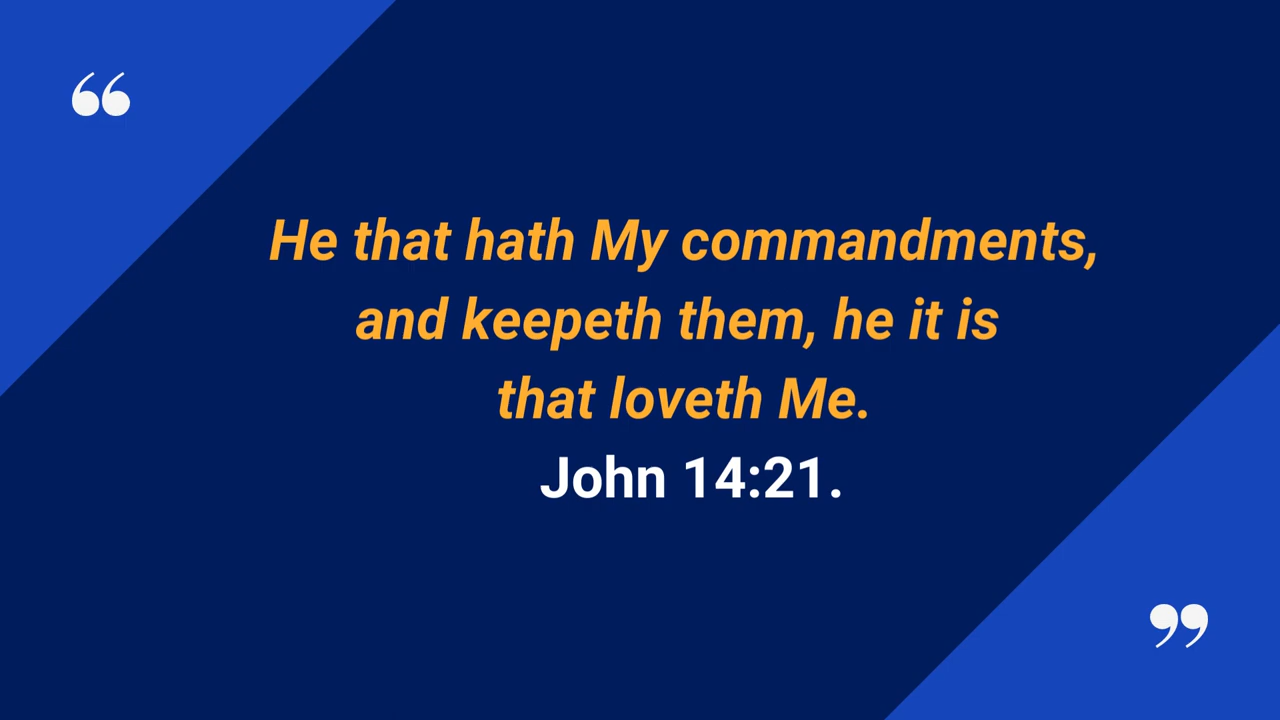 “
He that hath My commandments,
and keepeth them, he it is
that loveth Me.
John 14:21.
”